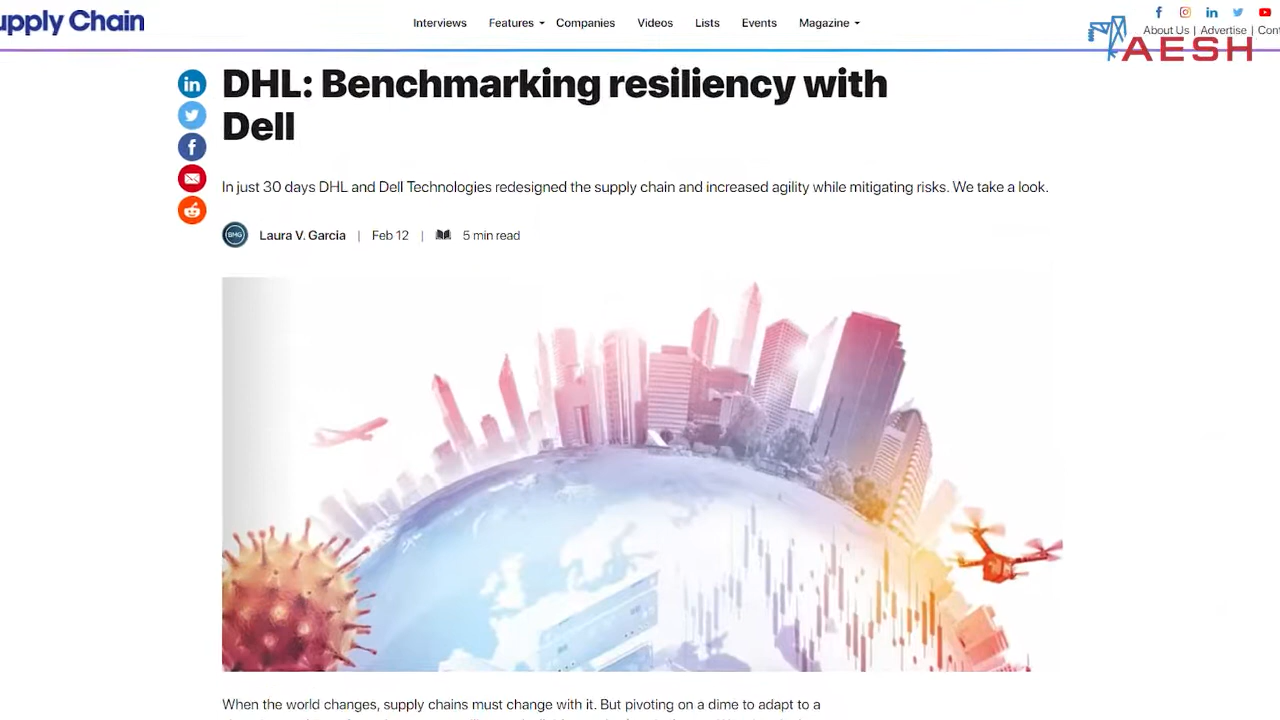 upply Chain
Interviews Features Companies Videos Lists Events Magazine
About Us | Advertise | Cont
AESH
DHL: Benchmarking resiliency with
Dell
In just 30 days DHL and Dell Technologies redesigned the supply chain and increased agility while mitigating risks. We take a look.
BMG Laura V. Garcia | Feb 12 | 5 min read
When the world changes, supply chains must change with it. But pivoting on a dime to adapt to a